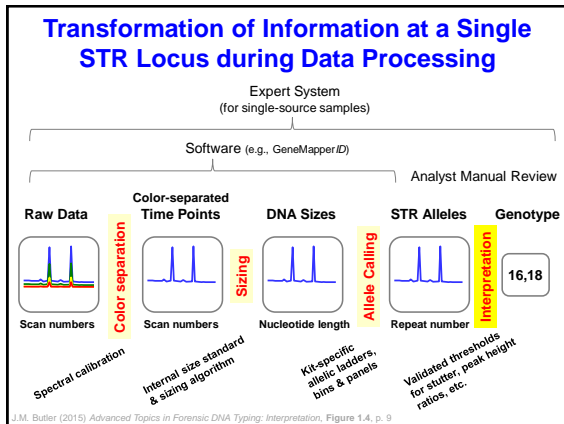 Transformation of Information at a Single
STR Locus during Data Processing
Expert System
(for single-source samples)
Software (e.g., GeneMapperID)
Analyst Manual Review
Raw Data
Color-separated
Time Points
DNA Sizes
STR Alleles
Genotype
Color separation
Sizing
Allele Calling
Interpretation
16,18
Scan numbers
Scan numbers
Nucleotide length
Repeat number
Spectral calibration
Internal size standard
& sizing algorithm
Kit-specific
allelic ladders,
bins & panels
Validated thresholds
for stutter, peak height
ratios, etc.
J.M. Butler (2015) Advanced Topics in Forensic DNA Typing: Interpretation, Figure 1.4, p. 9